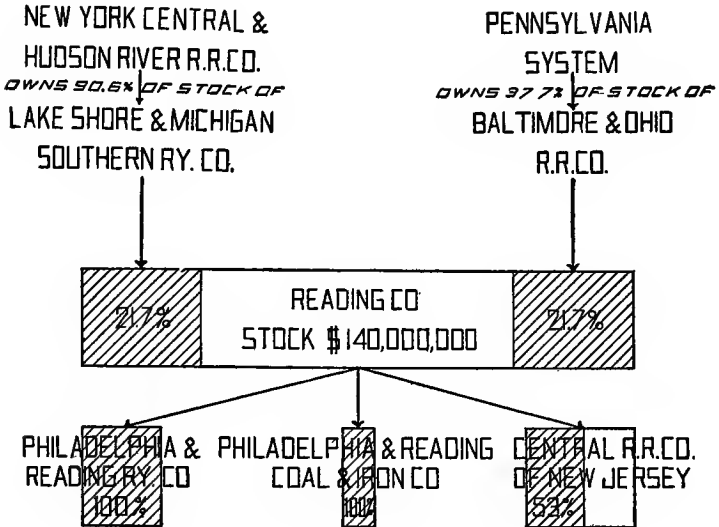 NEW YORK CENTRAL &
HUDSON RIVER R.R.CO.
OWNS 90.6% OF STOCK OF
LAKE SHORE & MICHIGAN
SOUTHERN RY. CO.
PENNSYLVANIA
SYSTEM
OWNS 37 7% OF STOCK OF
BALTIMORE & OHIO
R.R.CO.
21.7%
READING CO
STOCK $140,000,000
21.7%
PHILADELPHIA &
READING RY. CO
100%
PHILADELPHIA & READING
COAL & IRON CO
100%
CENTRAL R.R.CO.
OF NEW JERSEY
53%